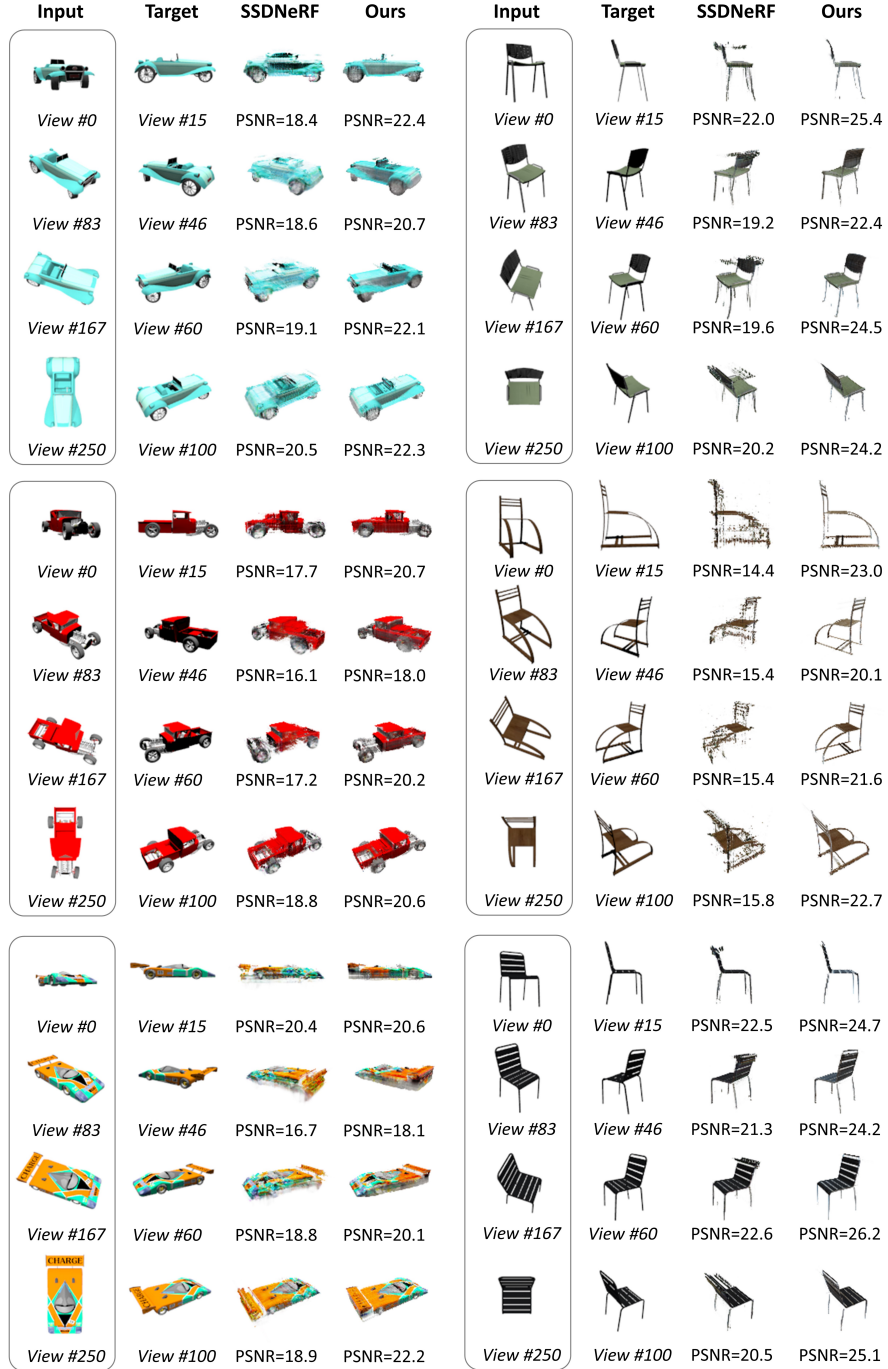 Input Target SSDNeRF Ours Input Target SSDNeRF Ours
View #0 View #15 PSNR=18.4 PSNR=22.4 View #0 View #15 PSNR=22.0 PSNR=25.4
View #83 View #46 PSNR=18.6 PSNR=20.7 View #83 View #46 PSNR=19.2 PSNR=22.4
View #167 View #60 PSNR=19.1 PSNR=22.1 View #167 View #60 PSNR=19.6 PSNR=24.5
View #250 View #100 PSNR=20.5 PSNR=22.3 View #250 View #100 PSNR=20.2 PSNR=24.2
View #0 View #15 PSNR=17.7 PSNR=20.7 View #0 View #15 PSNR=14.4 PSNR=23.0
View #83 View #46 PSNR=16.1 PSNR=18.0 View #83 View #46 PSNR=15.4 PSNR=20.1
View #167 View #60 PSNR=17.2 PSNR=20.2 View #167 View #60 PSNR=15.4 PSNR=21.6
View #250 View #100 PSNR=18.8 PSNR=20.6 View #250 View #100 PSNR=15.8 PSNR=22.7
View #0 View #15 PSNR=20.4 PSNR=20.6 View #0 View #15 PSNR=22.5 PSNR=24.7
View #83 View #46 PSNR=16.7 PSNR=18.1 View #83 View #46 PSNR=21.3 PSNR=24.2
CHARGE
View #167 View #60 PSNR=18.8 PSNR=20.1 View #167 View #60 PSNR=22.6 PSNR=26.2
CHARGE
View #250 View #100 PSNR=18.9 PSNR=22.2 View #250 View #100 PSNR=20.5 PSNR=25.1